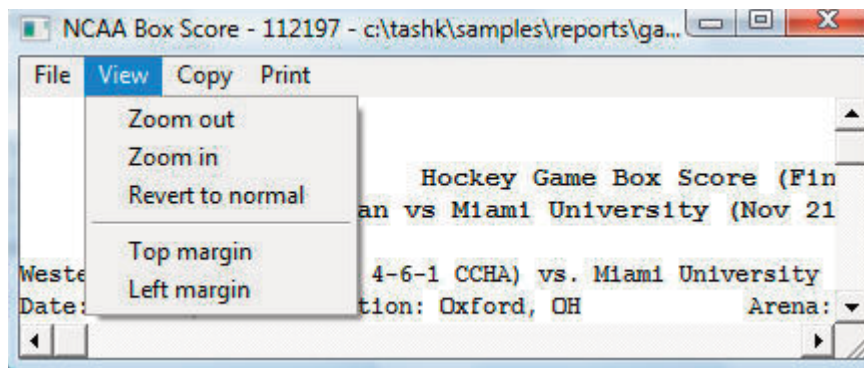 NCAA Box Score - 112197 - c:\tashk\samples\reports\ga...
File View Copy Print
Zoom out
Zoom in
Revert to normal
Top margin
Left margin
Hockey Game Box Score (Fin
an vs Miami University (Nov 21
Weste 4-6-1 CCHA) vs. Miami University
Date: tion: Oxford, OH Arena: